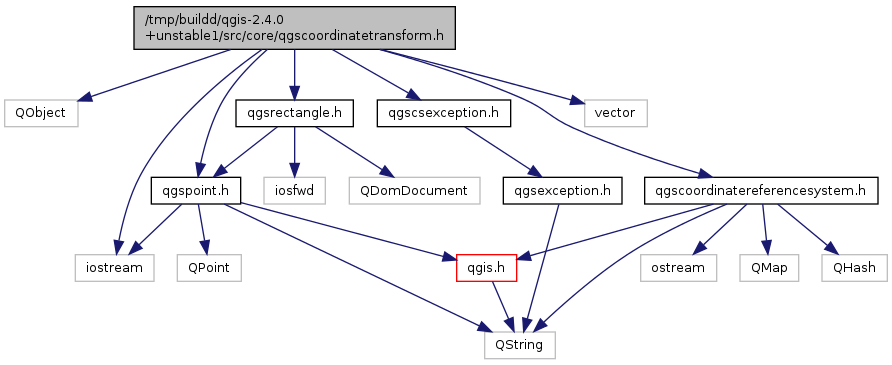 /tmp/buildd/qgis-2.4.0
+unstable1/src/core/qgscoordinatetransform.h
QObject
qgsrectangle.h
qgscsexception.h
vector
qgspoint.h
iosfwd
QDomDocument
qgsexception.h
qgscoordinatereferencesystem.h
iostream
QPoint
qgis.h
ostream
QMap
QHash
QString